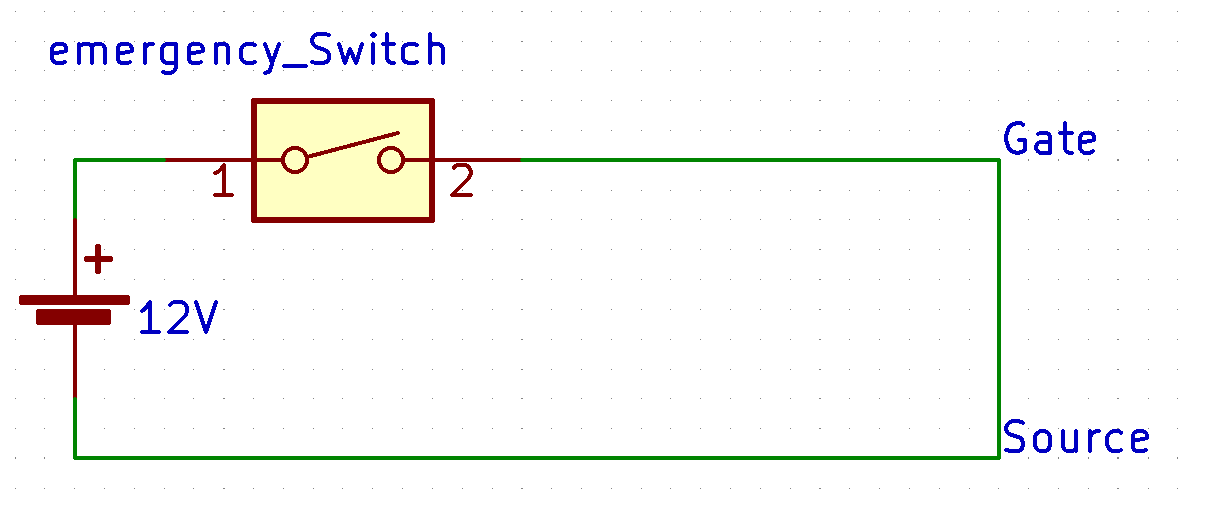 emergency_Switch
Gate
1 2
+
12V
Source